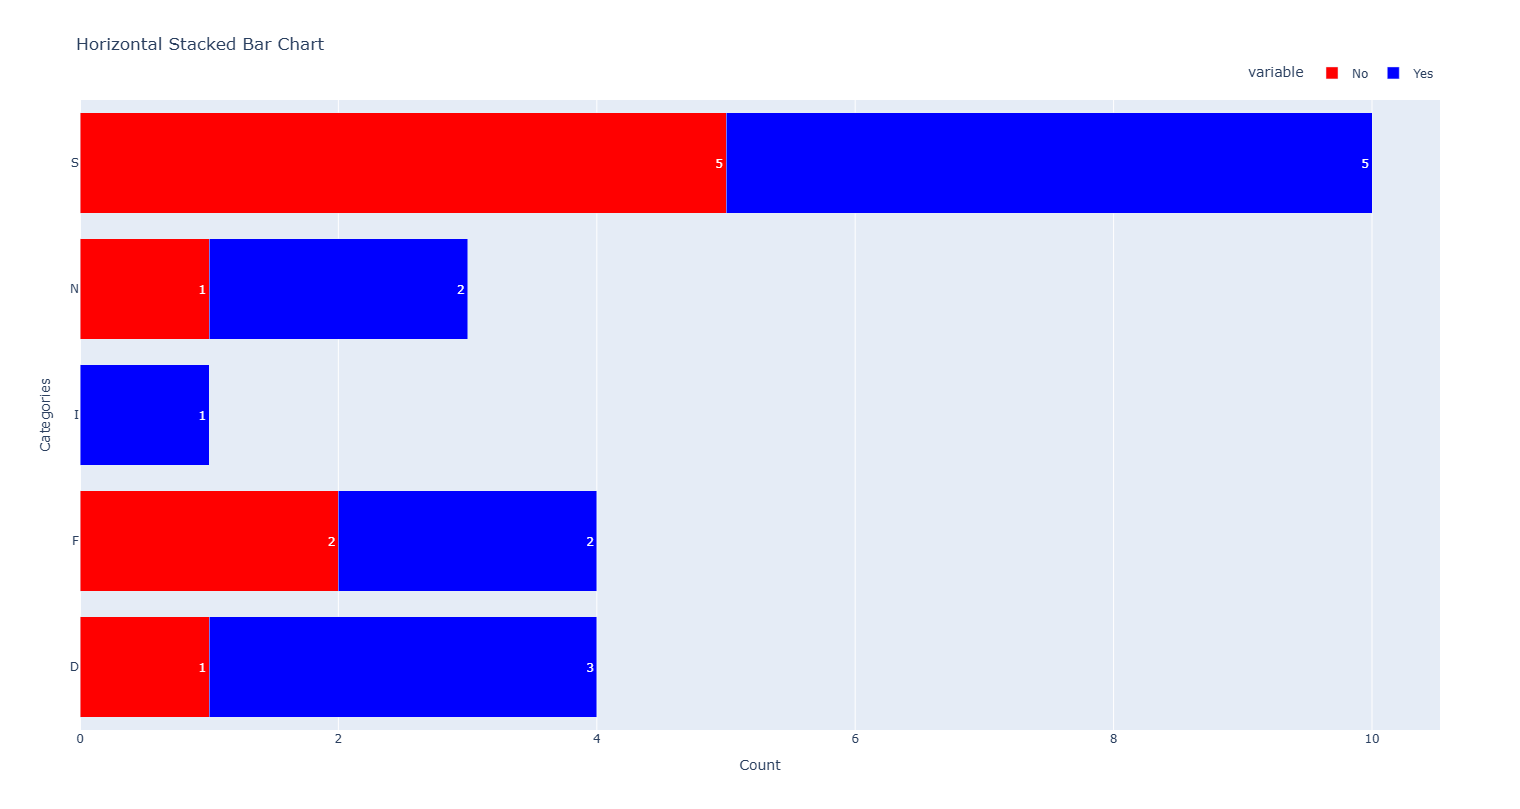 Horizontal Stacked Bar Chart
variable No Yes
S 5 5
N 1 2
I 1
F 2 2
D 1 3
Categories
0 2 4 6 8 10
Count